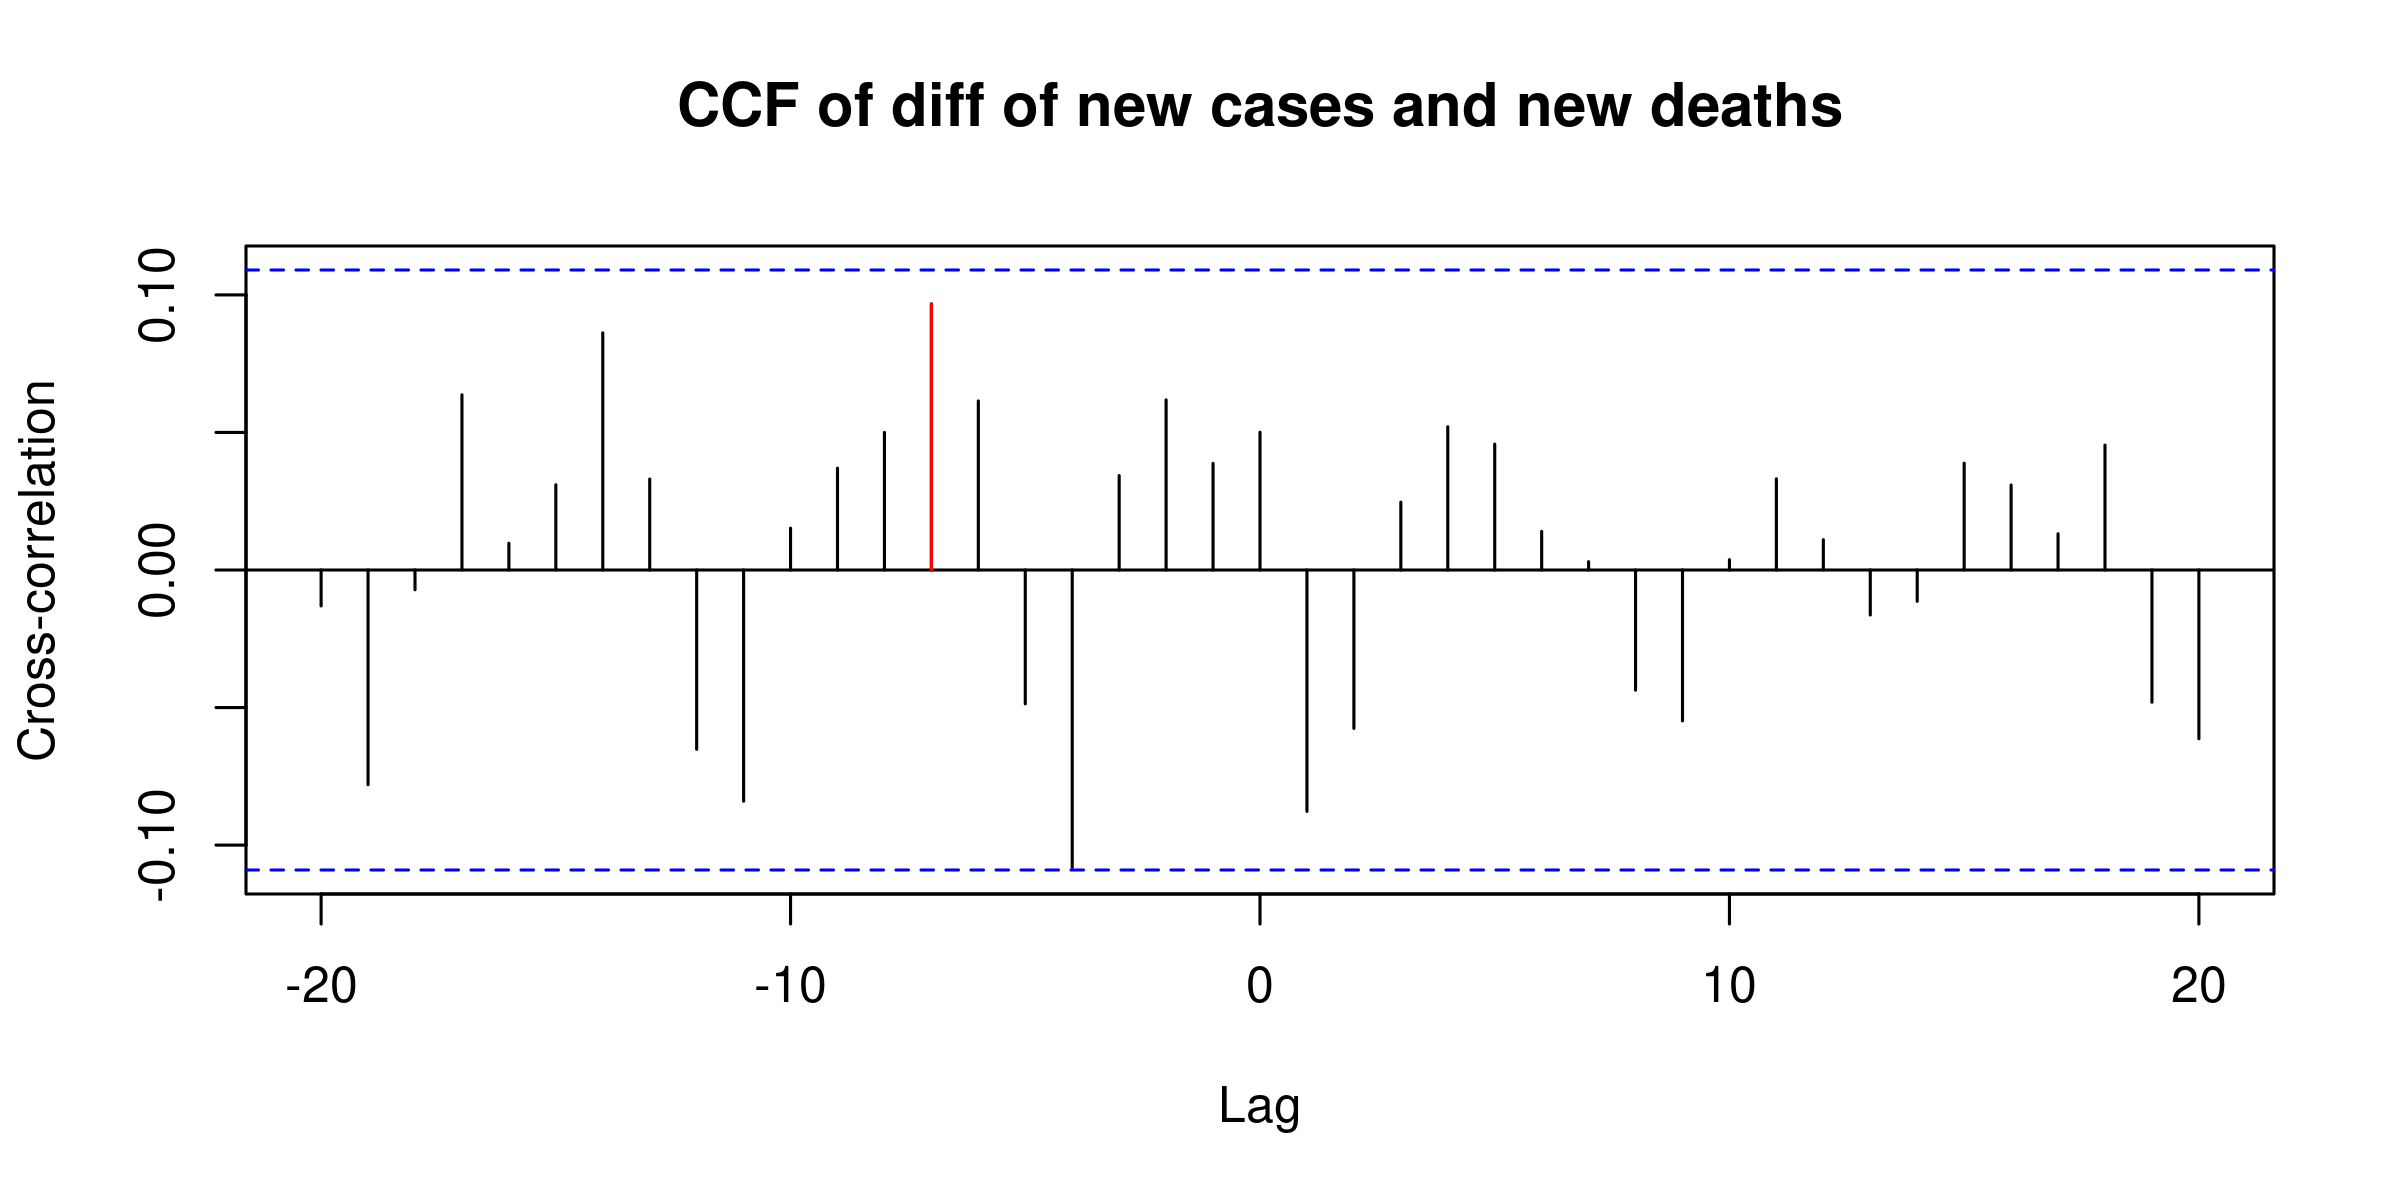 CCF of diff of new cases and new deaths
Cross-correlation
0.10
0.00
-0.10
-20 -10 0 10 20
Lag